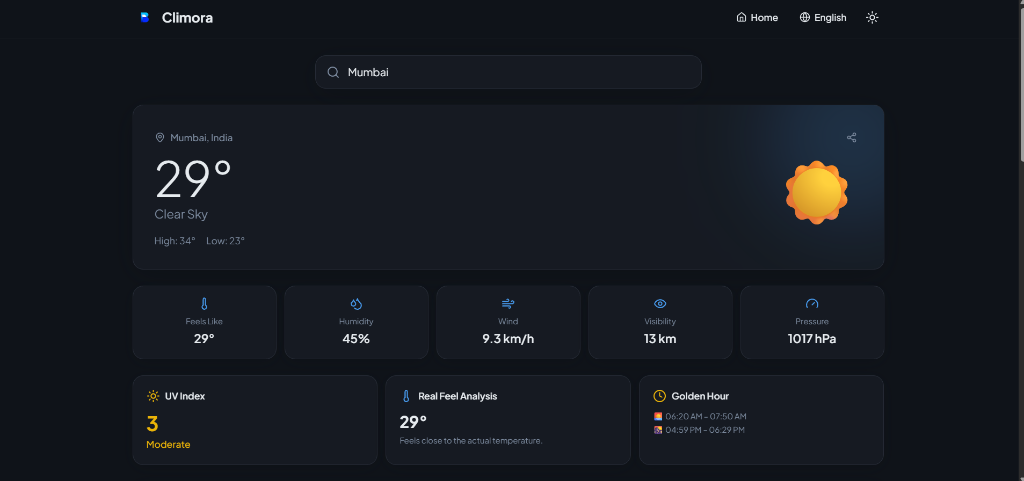 Climora
Home
English
Mumbai
Mumbai, India
29°
Clear Sky
High: 34° Low: 23°
Feels Like
29°
Humidity
45%
Wind
9.3 km/h
Visibility
13 km
Pressure
1017 hPa
UV Index
3
Moderate
Real Feel Analysis
29°
Feels close to the actual temperature.
Golden Hour
06:20 AM – 07:50 AM
04:59 PM – 06:29 PM